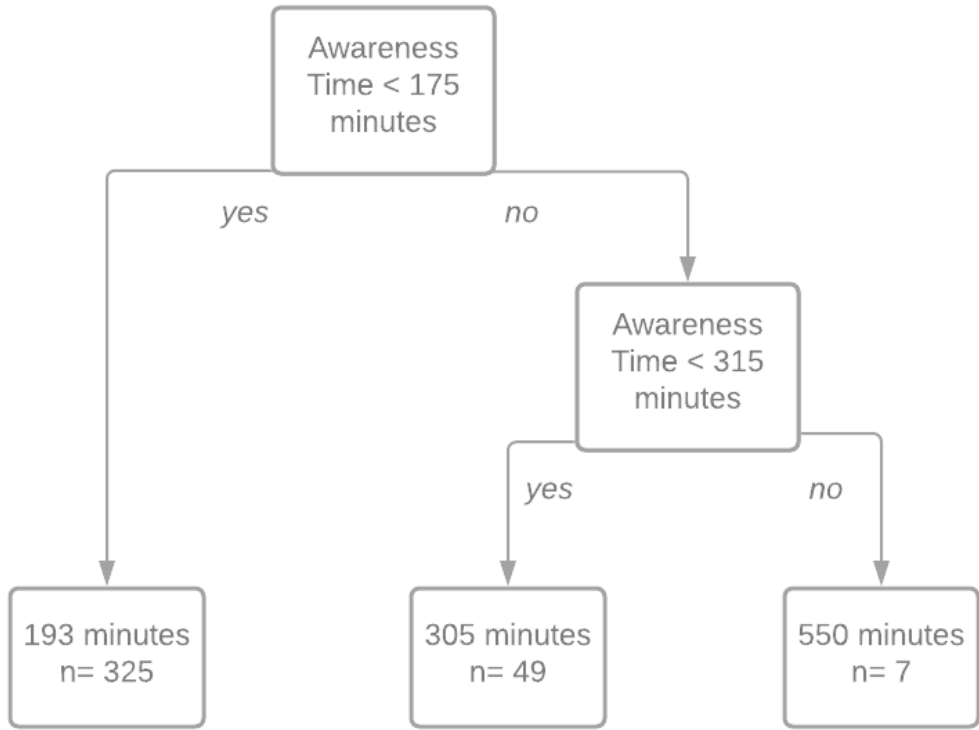 Awareness
Time < 175
minutes
yes
no
Awareness
Time < 315
minutes
yes
no
193 minutes
n= 325
305 minutes
n= 49
550 minutes
n= 7